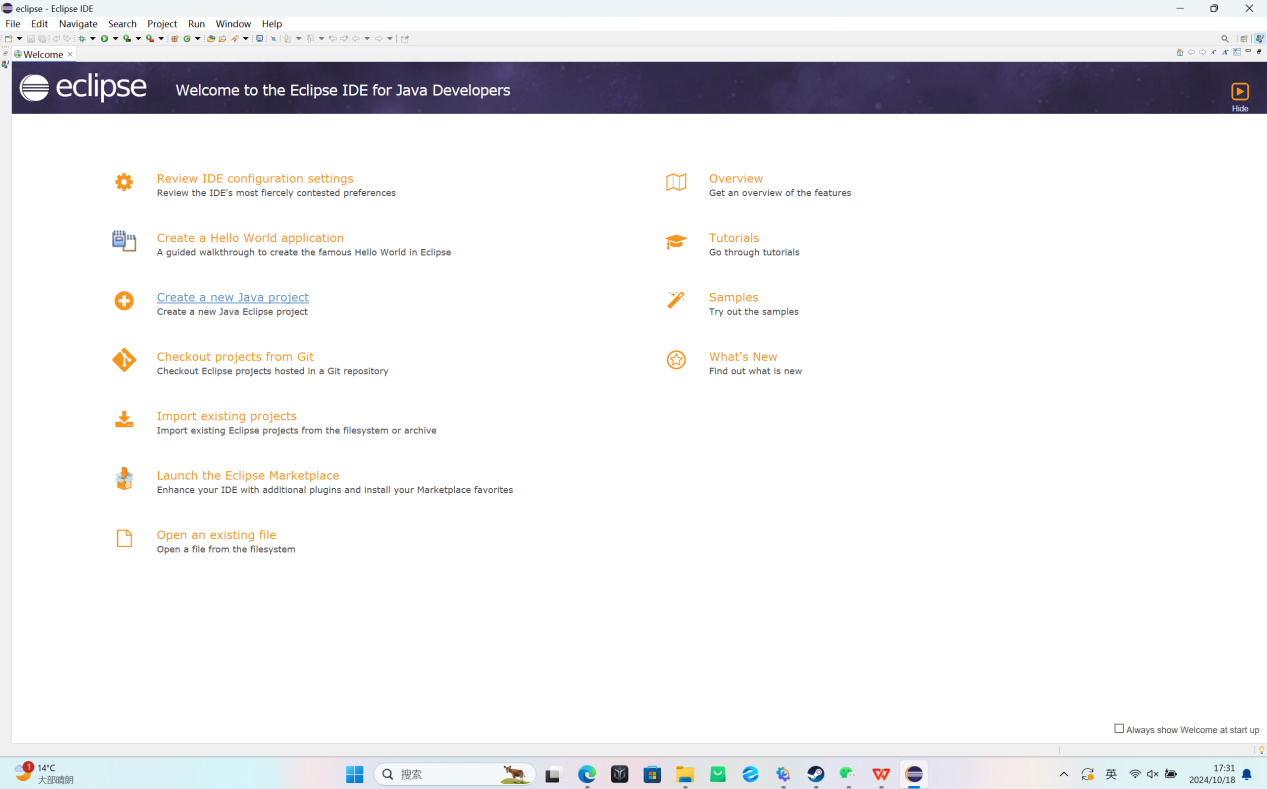 eclipse - Eclipse IDE
File Edit Navigate Search Project Run Window Help
Welcome
eclipse
Welcome to the Eclipse IDE for Java Developers
Hide
Review IDE configuration settings
Review the IDE's most fiercely contested preferences
Create a Hello World application
A guided walkthrough to create the famous Hello World in Eclipse
Create a new Java project
Create a new Java Eclipse project
Checkout projects from Git
Checkout Eclipse projects hosted in a Git repository
Import existing projects
Import existing Eclipse projects from the filesystem or archive
Launch the Eclipse Marketplace
Enhance your IDE with additional plugins and install your Marketplace favorites
Open an existing file
Open a file from the filesystem
Overview
Get an overview of the features
Tutorials
Go through tutorials
Samples
Try out the samples
What's New
Find out what is new
Always show Welcome at start up
1
14°C
大部晴朗
搜索
英
17:31
2024/10/18